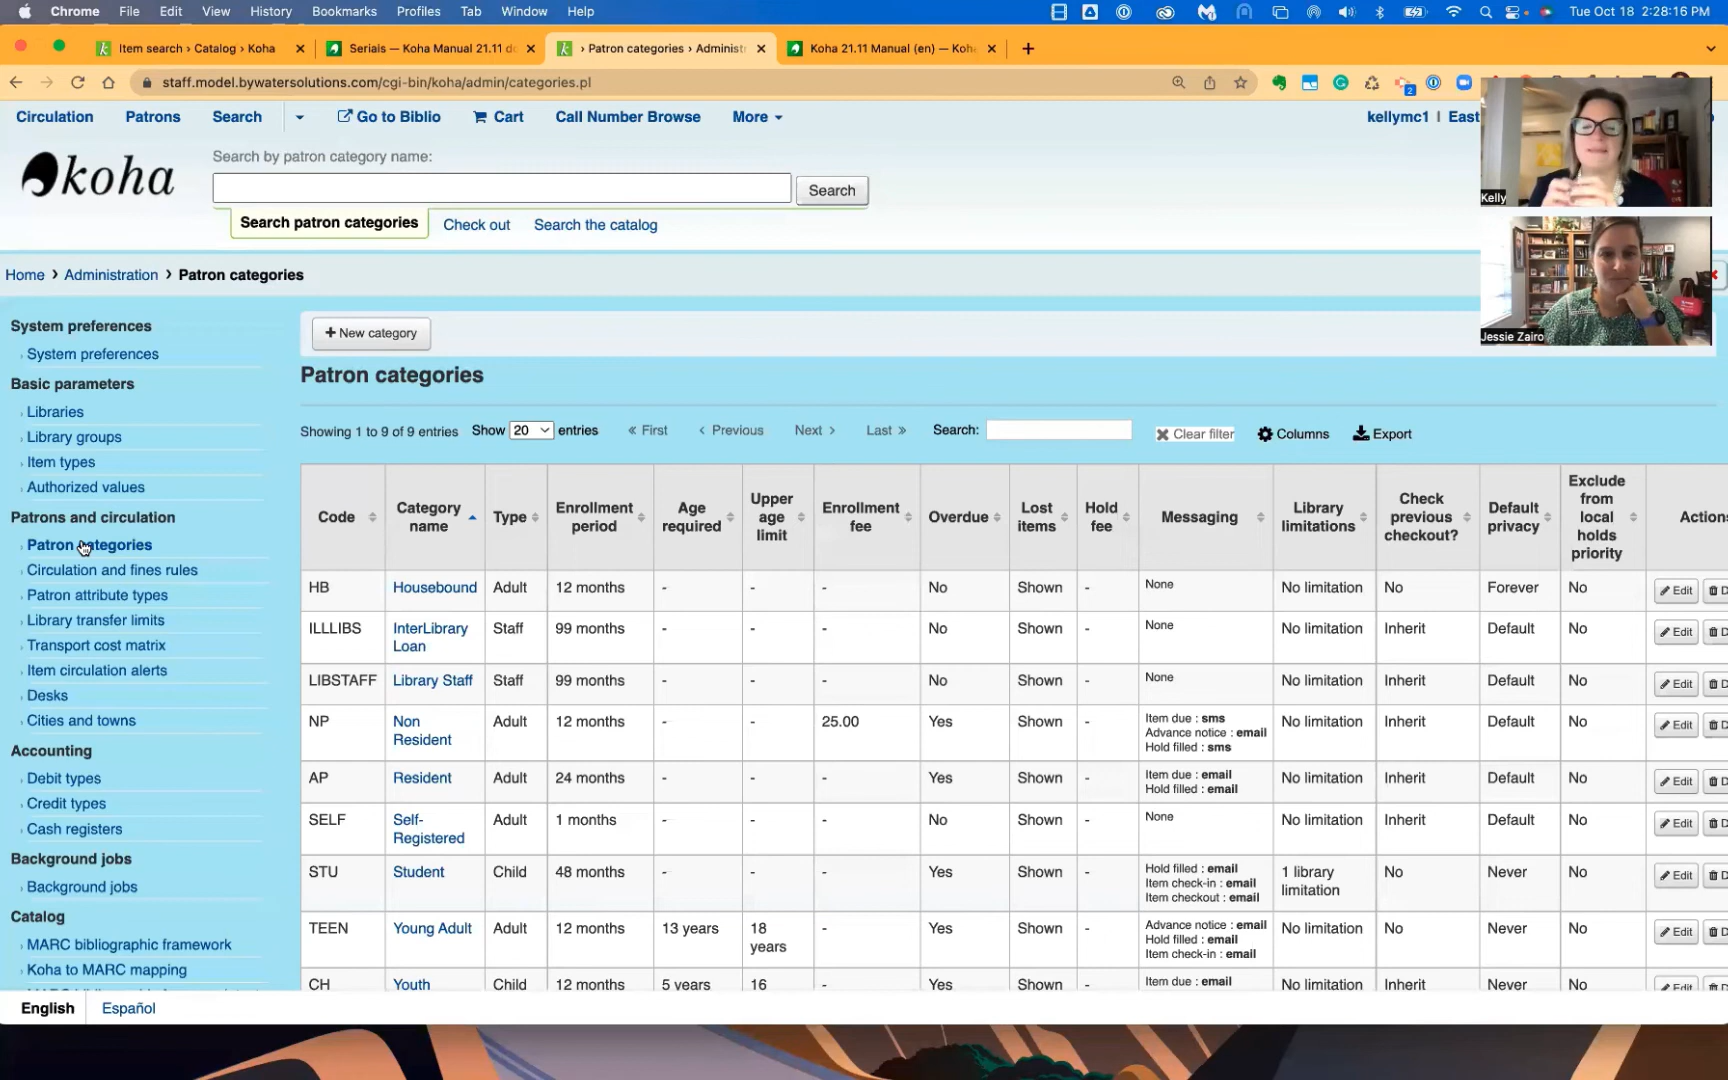 Chrome File Edit View History Bookmarks Profiles Tab Window Help Tue Oct 18 2:28:16 PM
Item search › Catalog › Koha
Serials — Koha Manual 21.11 d
› Patron categories › Administr
Koha 21.11 Manual (en) — Koh
staff.model.bywatersolutions.com/cgi-bin/koha/admin/categories.pl
2
Circulation Patrons Search Go to Biblio Cart Call Number Browse More kellymc1 | East
koha
Search by patron category name:
Search
Search patron categories Check out Search the catalog
Kelly
Jessie Zairo
Home › Administration › Patron categories
System preferences
System preferences
Basic parameters
Libraries
Library groups
Item types
Authorized values
Patrons and circulation
Patron categories
Circulation and fines rules
Patron attribute types
Library transfer limits
Transport cost matrix
Item circulation alerts
Desks
Cities and towns
Accounting
Debit types
Credit types
Cash registers
Background jobs
Background jobs
Catalog
MARC bibliographic framework
Koha to MARC mapping
+ New category
Patron categories
Showing 1 to 9 of 9 entries Show 20 entries « First ‹ Previous Next › Last » Search: Clear filter Columns Export
Code Category name Type Enrollment period Age required Upper age limit Enrollment fee Overdue Lost items Hold fee Messaging Library limitations Check previous checkout? Default privacy Exclude from local holds priority Actions
HB Housebound Adult 12 months - - - No Shown - None No limitation No Forever No Edit D
ILLLIBS InterLibrary Loan Staff 99 months - - - No Shown - None No limitation Inherit Default No Edit D
LIBSTAFF Library Staff Staff 99 months - - - No Shown - None No limitation Inherit Default No Edit D
NP Non Resident Adult 12 months - - 25.00 Yes Shown - Item due : sms Advance notice : email Hold filled : sms No limitation Inherit Default No Edit D
AP Resident Adult 24 months - - - Yes Shown - Item due : email Hold filled : email No limitation Inherit Default No Edit D
SELF Self-Registered Adult 1 months - - - No Shown - None No limitation Inherit Default No Edit D
STU Student Child 48 months - - - Yes Shown - Hold filled : email Item check-in : email Item checkout : email 1 library limitation No Never No Edit D
TEEN Young Adult Adult 12 months 13 years 18 years - Yes Shown - Advance notice : email Hold filled : email Item check-in : email No limitation No Never No Edit D
CH Youth Child 12 months 5 years 16 - Yes Shown - Item due : email No limitation Inherit Never No Edit
English Español